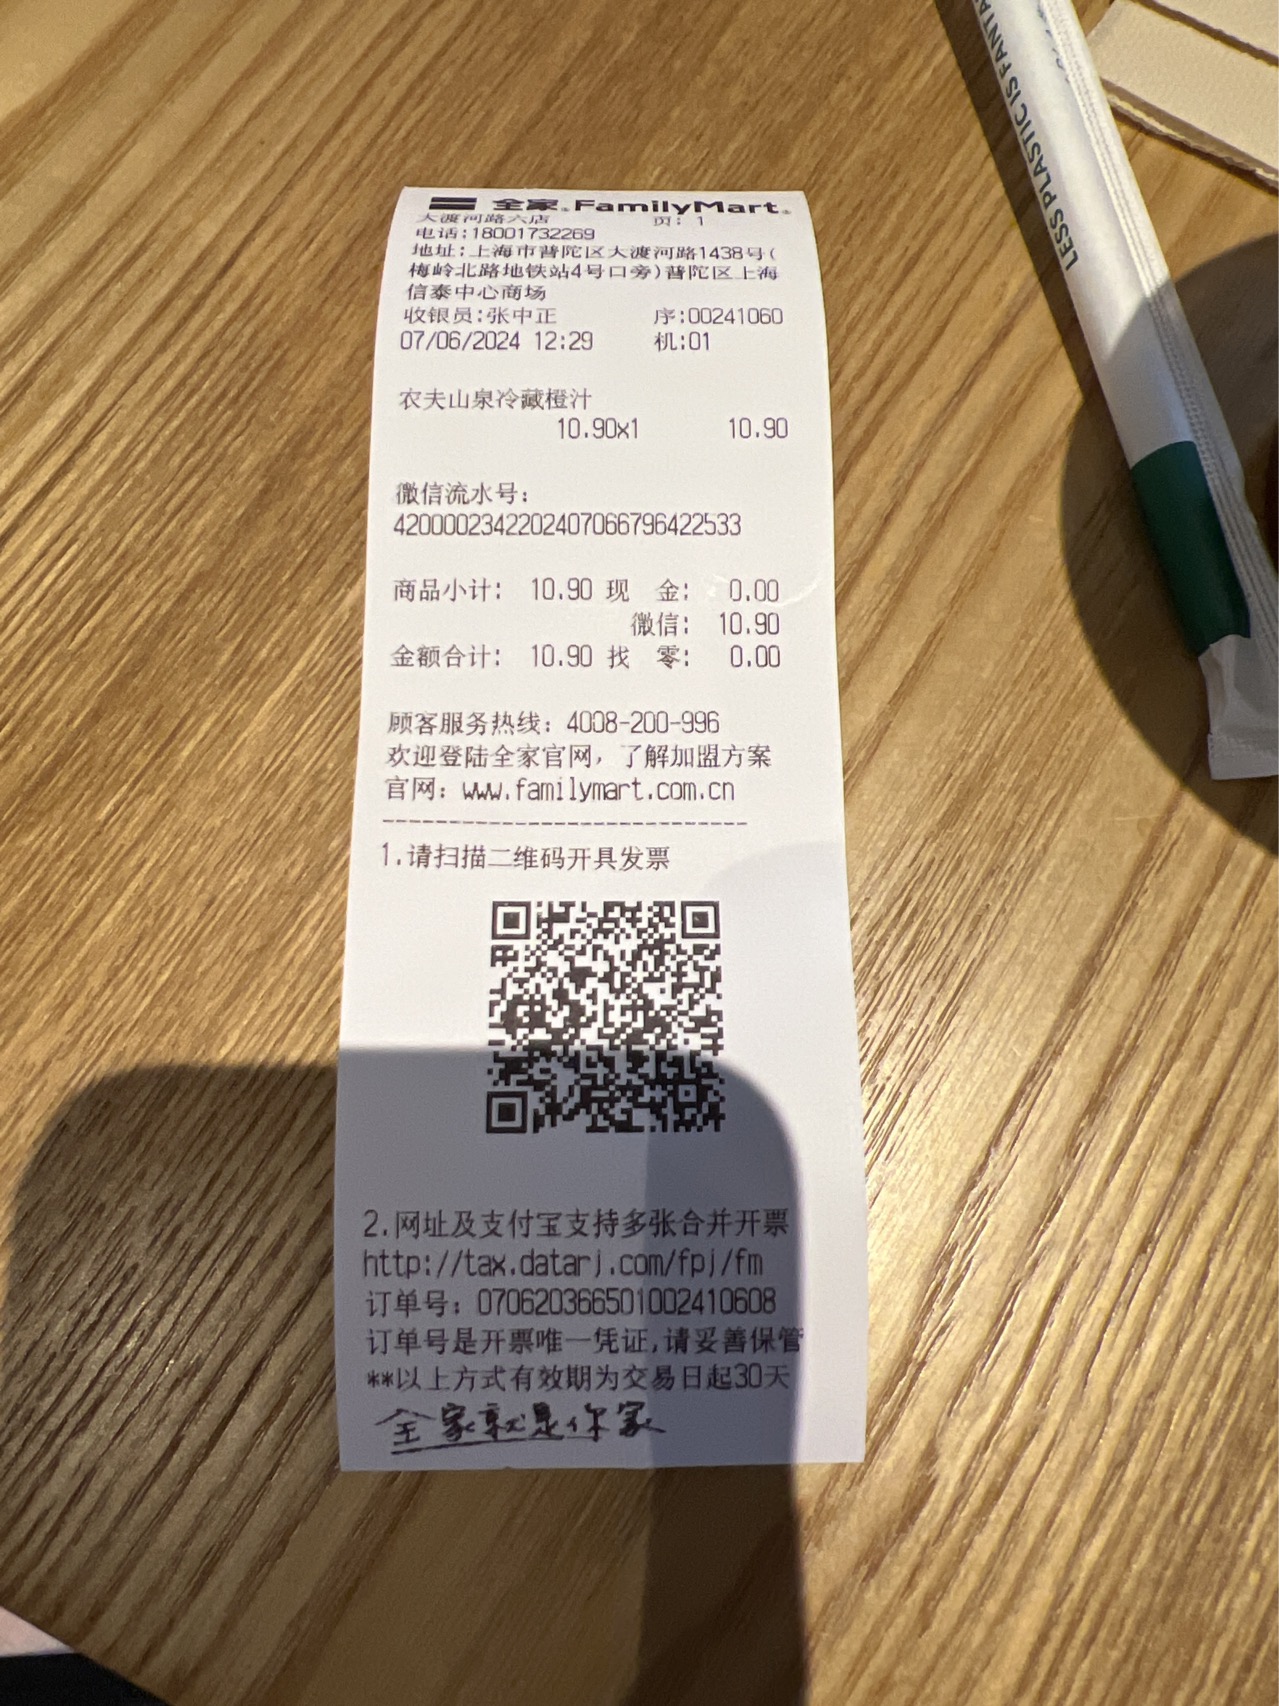 全家 FamilyMart
大渡河路六店 页: 1
电话:18001732269
地址:上海市普陀区大渡河路1438号(
梅岭北路地铁站4号口旁)普陀区上海
信泰中心商场
收银员:张中正 序:00241060
07/06/2024 12:29 机:01
农夫山泉冷藏橙汁
10.90x1 10.90
微信流水号:
4200002342202407066796422533
商品小计: 10.90 现 金: 0.00
微信: 10.90
金额合计: 10.90 找 零: 0.00
顾客服务热线: 4008-200-996
欢迎登陆全家官网, 了解加盟方案
官网: www.familymart.com.cn
1.请扫描二维码开具发票
2.网址及支付宝支持多张合并开票
http://tax.datarj.com/fpj/fm
订单号: 070620366501002410608
订单号是开票唯一凭证,请妥善保管
**以上方式有效期为交易日起30天
全家就是你家
LESS PLASTIC IS FANTA